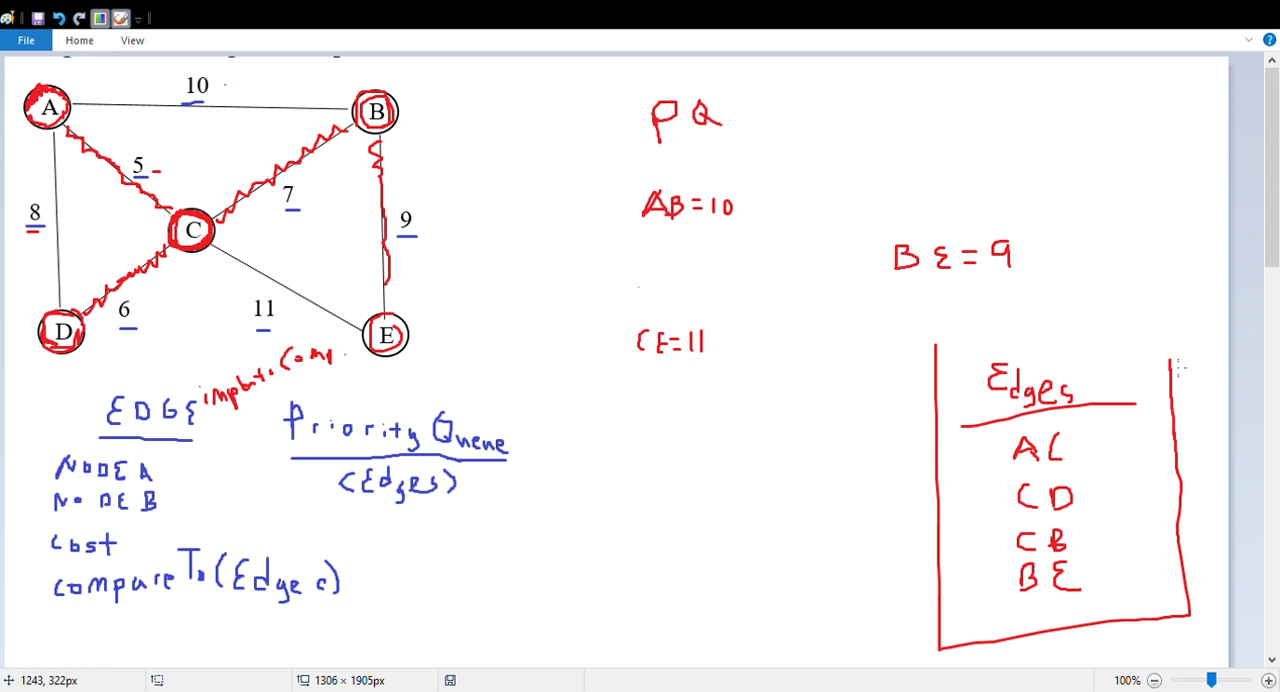 File Home View
10
A
B
5
7
8
C
9
6
11
D
E
PQ
AB=10
BE=9
CE=11
EDGE
Priority Queue
(Edges)
NODE A
NODE B
Cost
compareTo(Edge c)
Edges
AC
CD
CB
BE
1243, 322px
1306 × 1905px
100%